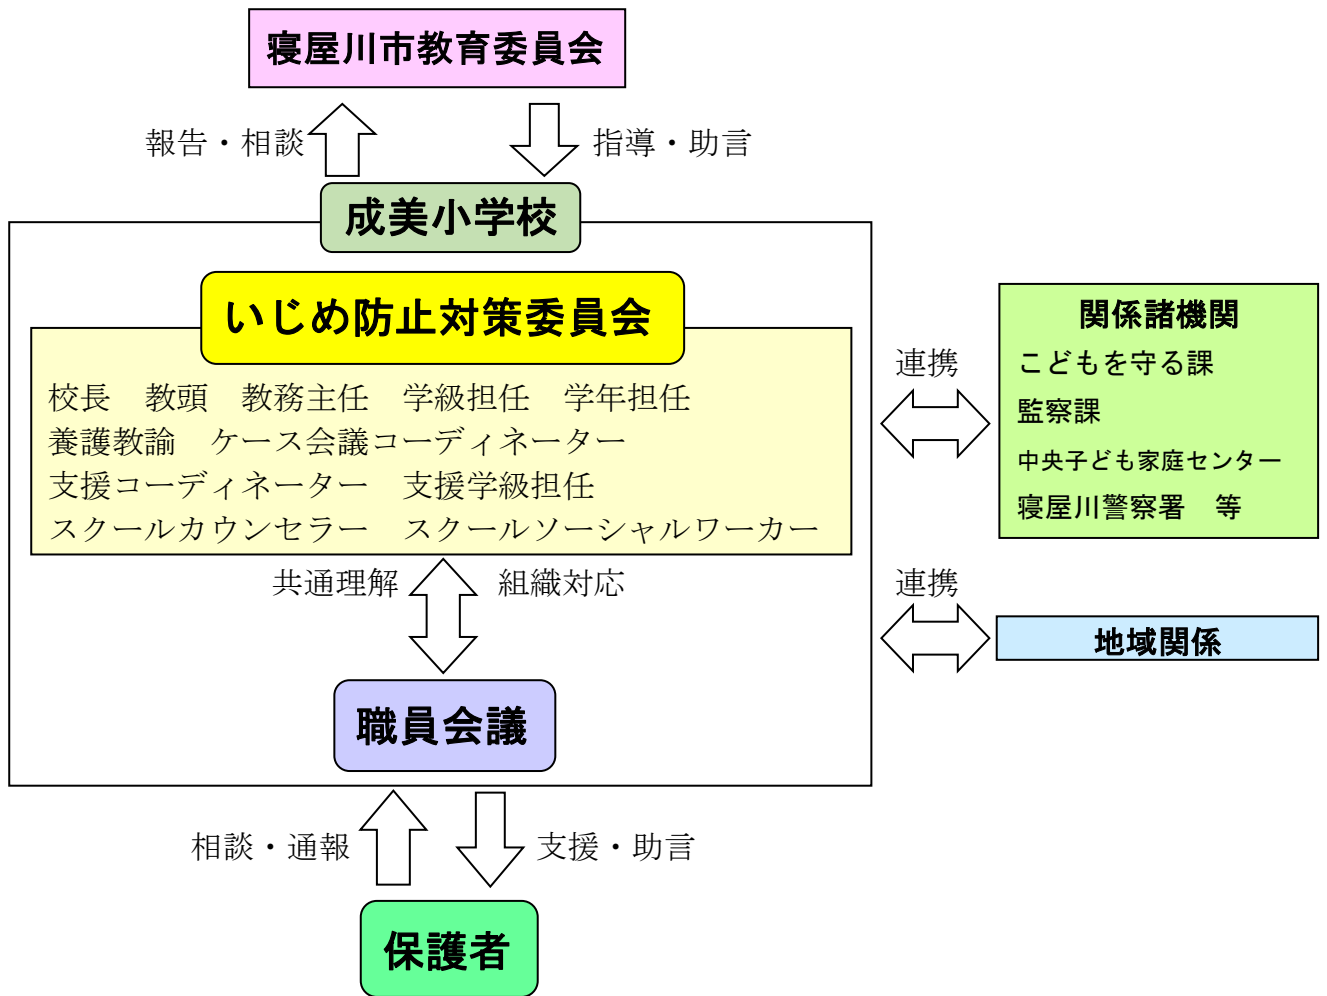 寝屋川市教育委員会
報告・相談
指導・助言
成美小学校
いじめ防止対策委員会
校長　教頭　教務主任　学級担任　学年担任
養護教諭　ケース会議コーディネーター
支援コーディネーター　支援学級担任
スクールカウンセラー　スクールソーシャルワーカー
共通理解
組織対応
職員会議
連携
関係諸機関
こどもを守る課
監察課
中央子ども家庭センター
寝屋川警察署　等
連携
地域関係
相談・通報
支援・助言
保護者